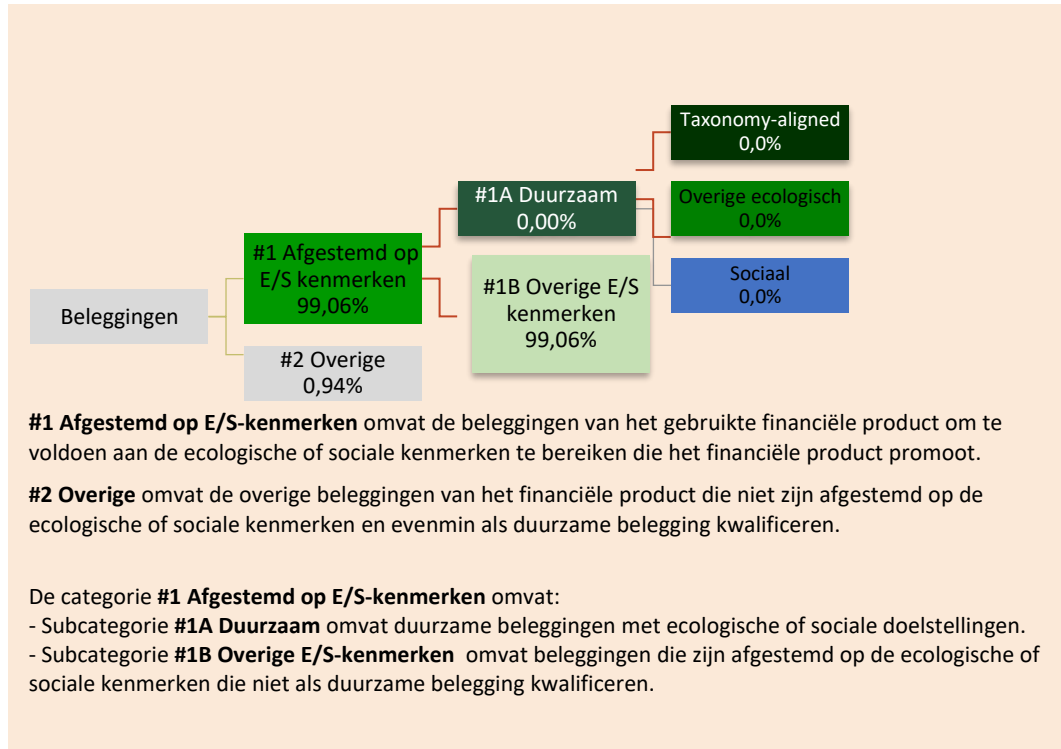 Taxonomy-aligned
0,0%
#1A Duurzaam
0,00%
Overige ecologisch
0,0%
#1 Afgestemd op
E/S kenmerken
99,06%
#1B Overige E/S
kenmerken
99,06%
Sociaal
0,0%
Beleggingen
#2 Overige
0,94%
#1 Afgestemd op E/S-kenmerken omvat de beleggingen van het gebruikte financiële product om te
voldoen aan de ecologische of sociale kenmerken te bereiken die het financiële product promoot.
#2 Overige omvat de overige beleggingen van het financiële product die niet zijn afgestemd op de
ecologische of sociale kenmerken en evenmin als duurzame belegging kwalificeren.
De categorie #1 Afgestemd op E/S-kenmerken omvat:
- Subcategorie #1A Duurzaam omvat duurzame beleggingen met ecologische of sociale doelstellingen.
- Subcategorie #1B Overige E/S-kenmerken omvat beleggingen die zijn afgestemd op de ecologische of
sociale kenmerken die niet als duurzame belegging kwalificeren.